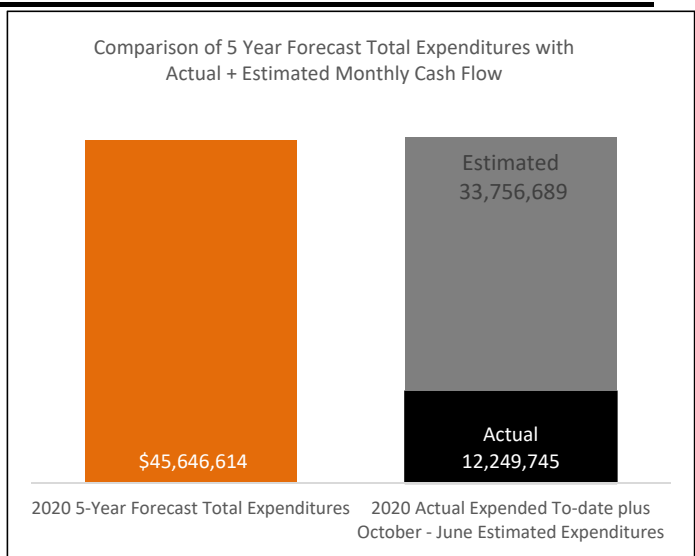 Comparison of 5 Year Forecast Total Expenditures with
Actual + Estimated Monthly Cash Flow
Estimated
33,756,689
Actual
$45,646,614
12,249,745
2020 5-Year Forecast Total Expenditures
2020 Actual Expended To-date plus
October - June Estimated Expenditures